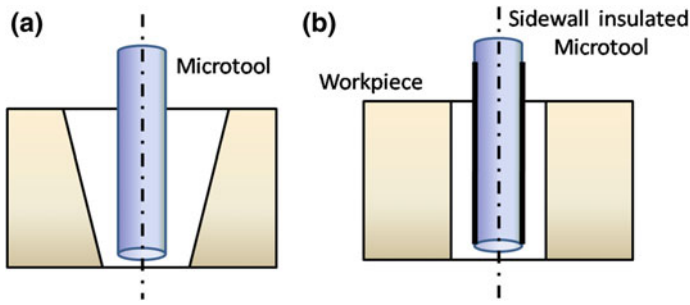 (a)
Microtool
(b)
Sidewall insulated
Microtool
Workpiece